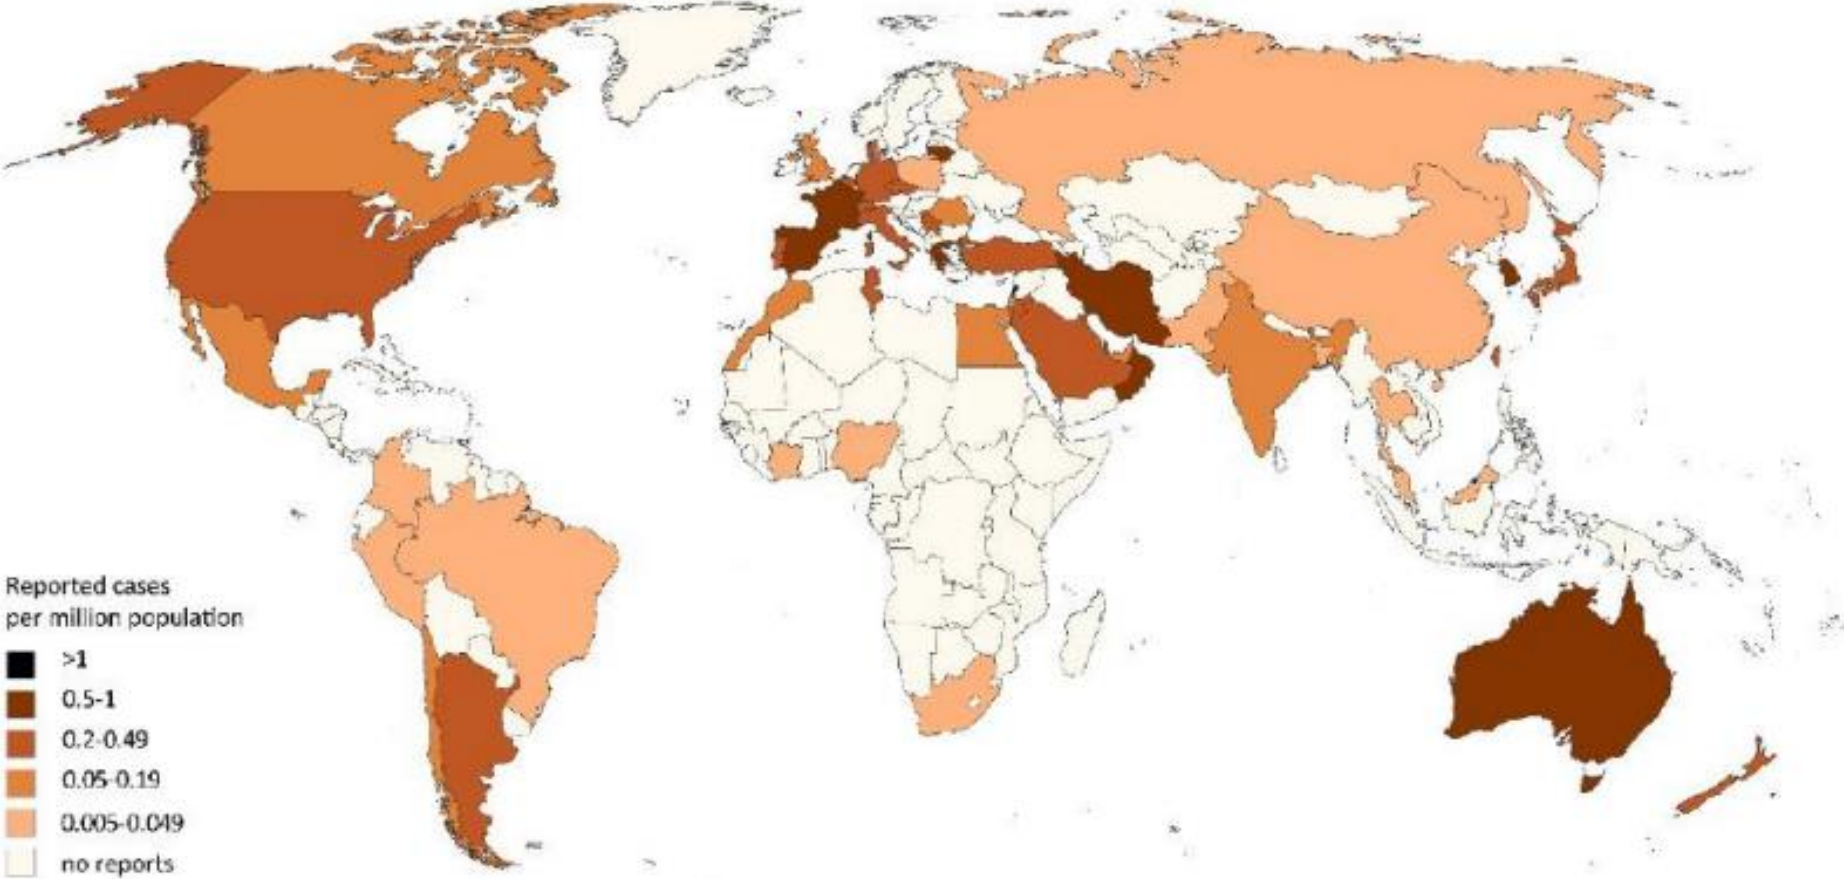 Reported cases
per million population
>1
0.5-1
0.2-0.49
0.05-0.19
0.005-0.049
no reports